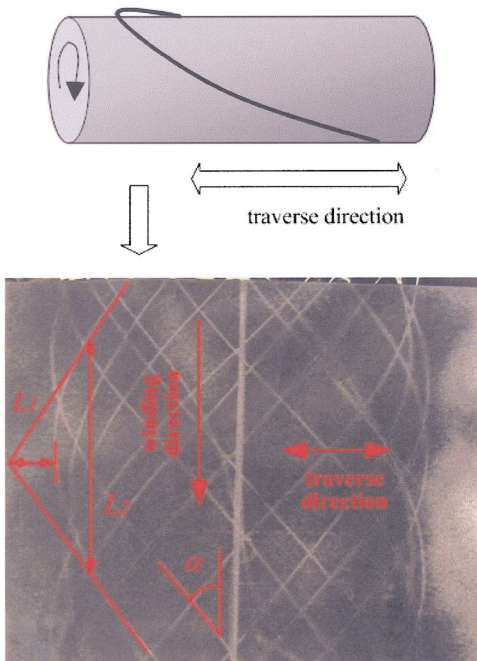 traverse direction
L1
winding
direction
traverse
direction
L2
α